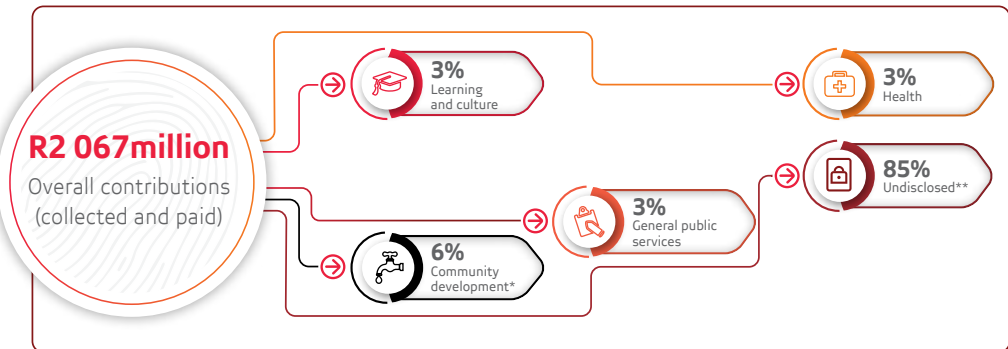 R2 067million
Overall contributions
(collected and paid)
3%
Learning
and culture
3%
Health
85%
Undisclosed**
3%
General public
services
6%
Community
development*